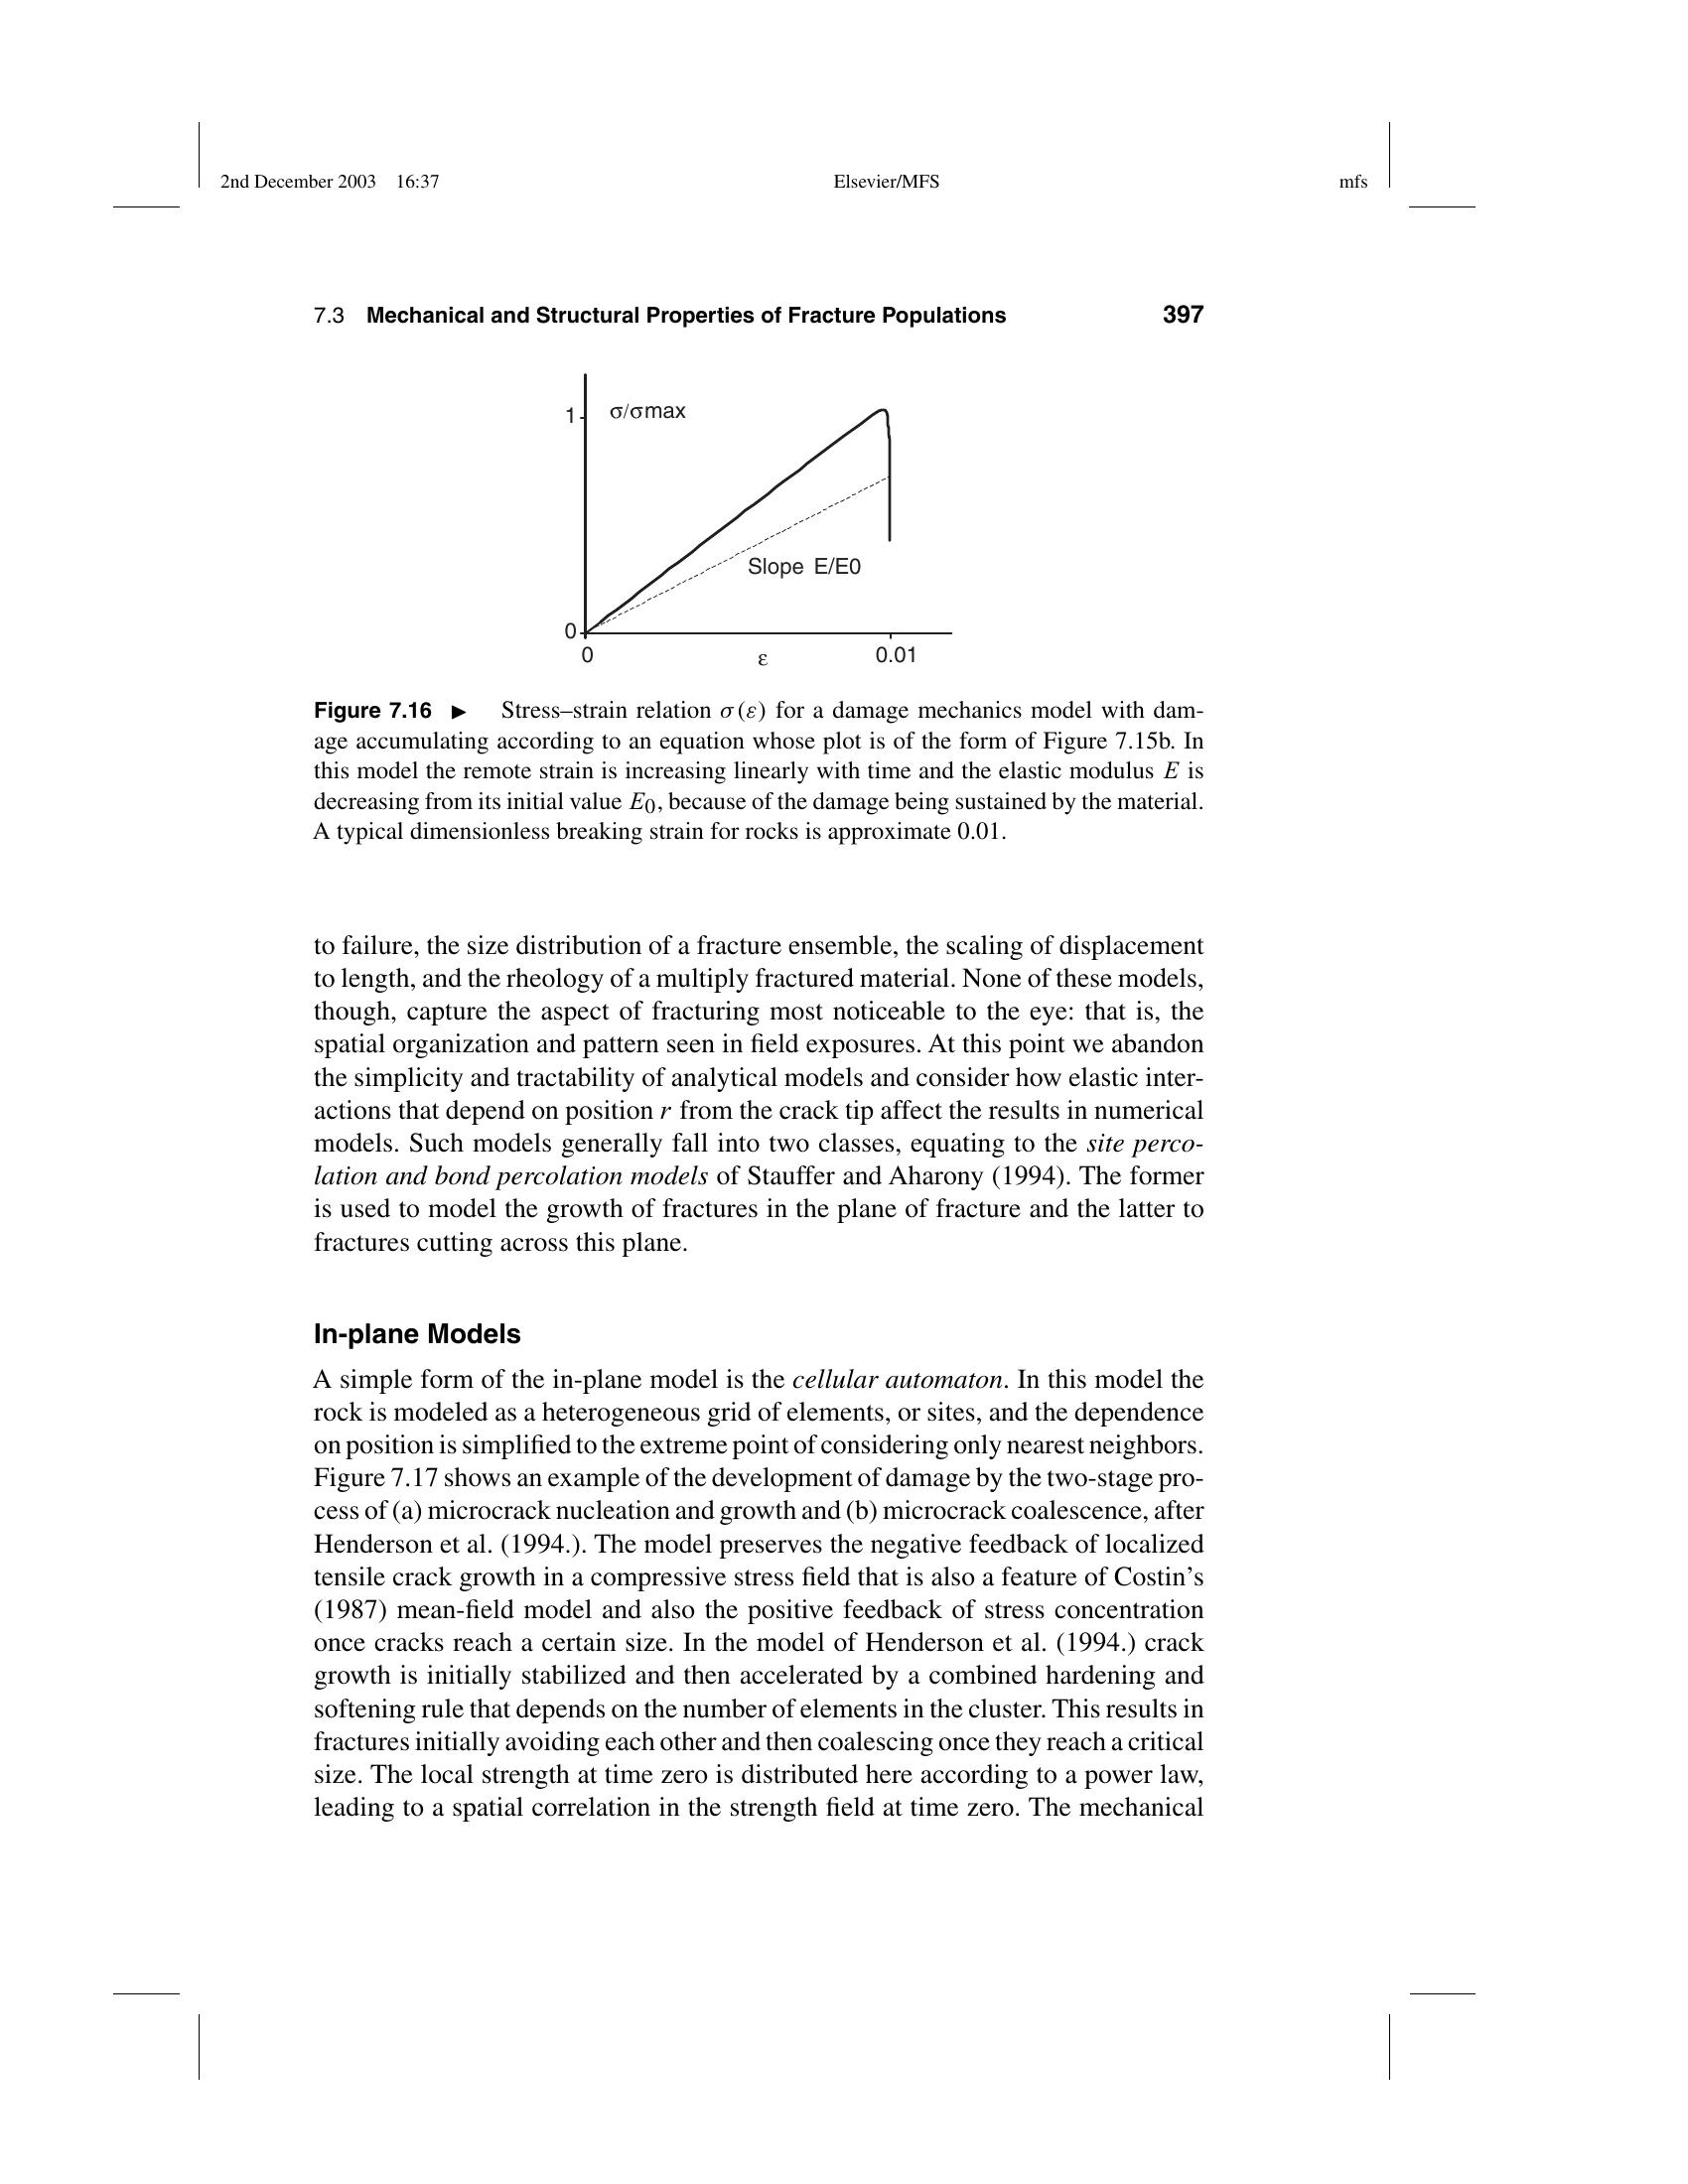 2nd December 2003 16:37 Elsevier/MFS mfs
7.3 Mechanical and Structural Properties of Fracture Populations 397
1
σ/σmax
Slope E/E0
0
0 ε 0.01
Figure 7.16 ► Stress–strain relation σ(ε) for a damage mechanics model with dam-
age accumulating according to an equation whose plot is of the form of Figure 7.15b. In
this model the remote strain is increasing linearly with time and the elastic modulus E is
decreasing from its initial value E0, because of the damage being sustained by the material.
A typical dimensionless breaking strain for rocks is approximate 0.01.
to failure, the size distribution of a fracture ensemble, the scaling of displacement
to length, and the rheology of a multiply fractured material. None of these models,
though, capture the aspect of fracturing most noticeable to the eye: that is, the
spatial organization and pattern seen in field exposures. At this point we abandon
the simplicity and tractability of analytical models and consider how elastic inter-
actions that depend on position r from the crack tip affect the results in numerical
models. Such models generally fall into two classes, equating to the site perco-
lation and bond percolation models of Stauffer and Aharony (1994). The former
is used to model the growth of fractures in the plane of fracture and the latter to
fractures cutting across this plane.
In-plane Models
A simple form of the in-plane model is the cellular automaton. In this model the
rock is modeled as a heterogeneous grid of elements, or sites, and the dependence
on position is simplified to the extreme point of considering only nearest neighbors.
Figure 7.17 shows an example of the development of damage by the two-stage pro-
cess of (a) microcrack nucleation and growth and (b) microcrack coalescence, after
Henderson et al. (1994.). The model preserves the negative feedback of localized
tensile crack growth in a compressive stress field that is also a feature of Costin's
(1987) mean-field model and also the positive feedback of stress concentration
once cracks reach a certain size. In the model of Henderson et al. (1994.) crack
growth is initially stabilized and then accelerated by a combined hardening and
softening rule that depends on the number of elements in the cluster. This results in
fractures initially avoiding each other and then coalescing once they reach a critical
size. The local strength at time zero is distributed here according to a power law,
leading to a spatial correlation in the strength field at time zero. The mechanical